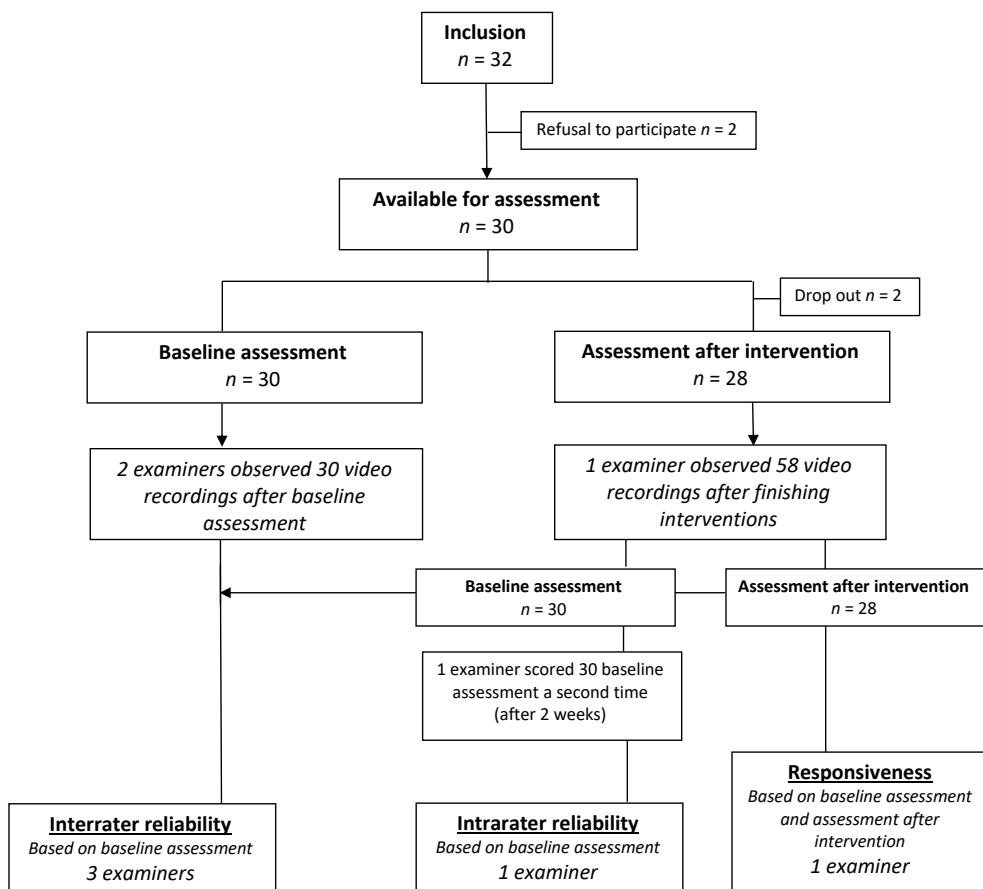 Inclusion
n = 32
Refusal to participate n = 2
Available for assessment
n = 30
Drop out n = 2
Baseline assessment
n = 30
Assessment after intervention
n = 28
2 examiners observed 30 video
recordings after baseline
assessment
1 examiner observed 58 video
recordings after finishing
interventions
Baseline assessment
n = 30
Assessment after intervention
n = 28
1 examiner scored 30 baseline
assessment a second time
(after 2 weeks)
Interrater reliability
Based on baseline assessment
3 examiners
Intrarater reliability
Based on baseline assessment
1 examiner
Responsiveness
Based on baseline assessment
and assessment after
intervention
1 examiner